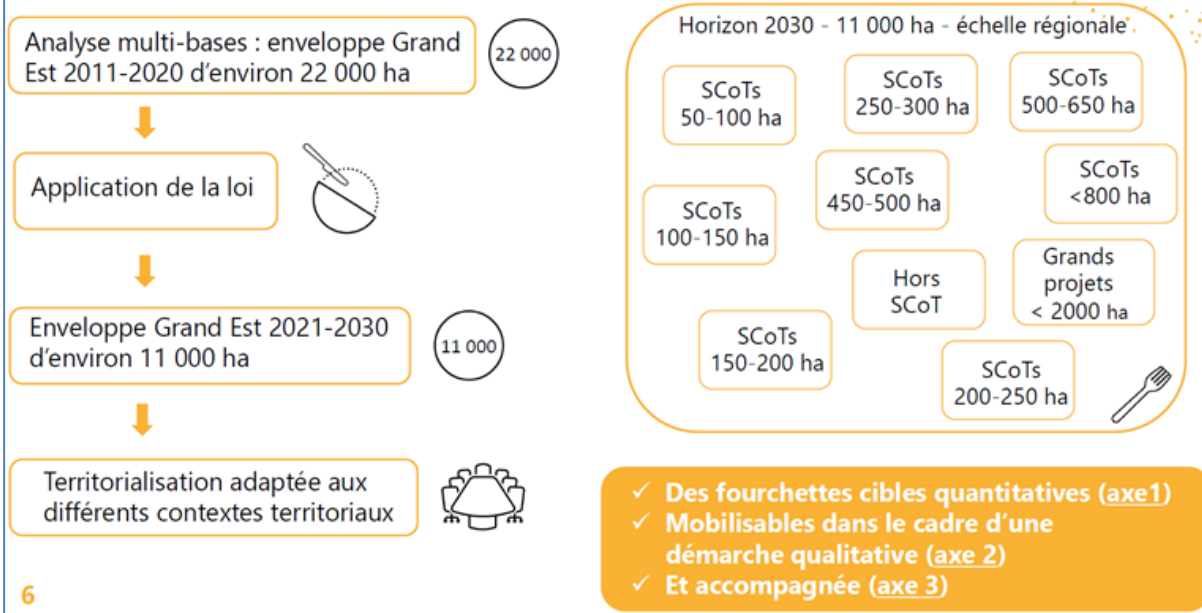 Analyse multi-bases : enveloppe Grand
Est 2011-2020 d’environ 22 000 ha
22 000
Application de la loi
Enveloppe Grand Est 2021-2030
d’environ 11 000 ha
11 000
Territorialisation adaptée aux
différents contextes territoriaux
6
Horizon 2030 - 11 000 ha - échelle régionale
SCoTs
50-100 ha
SCoTs
250-300 ha
SCoTs
500-650 ha
SCoTs
450-500 ha
SCoTs
<800 ha
SCoTs
100-150 ha
Hors
SCoT
Grands
projets
< 2000 ha
SCoTs
150-200 ha
SCoTs
200-250 ha
✓ Des fourchettes cibles quantitatives (axe1)
✓ Mobilisables dans le cadre d’une
démarche qualitative (axe 2)
✓ Et accompagnée (axe 3)